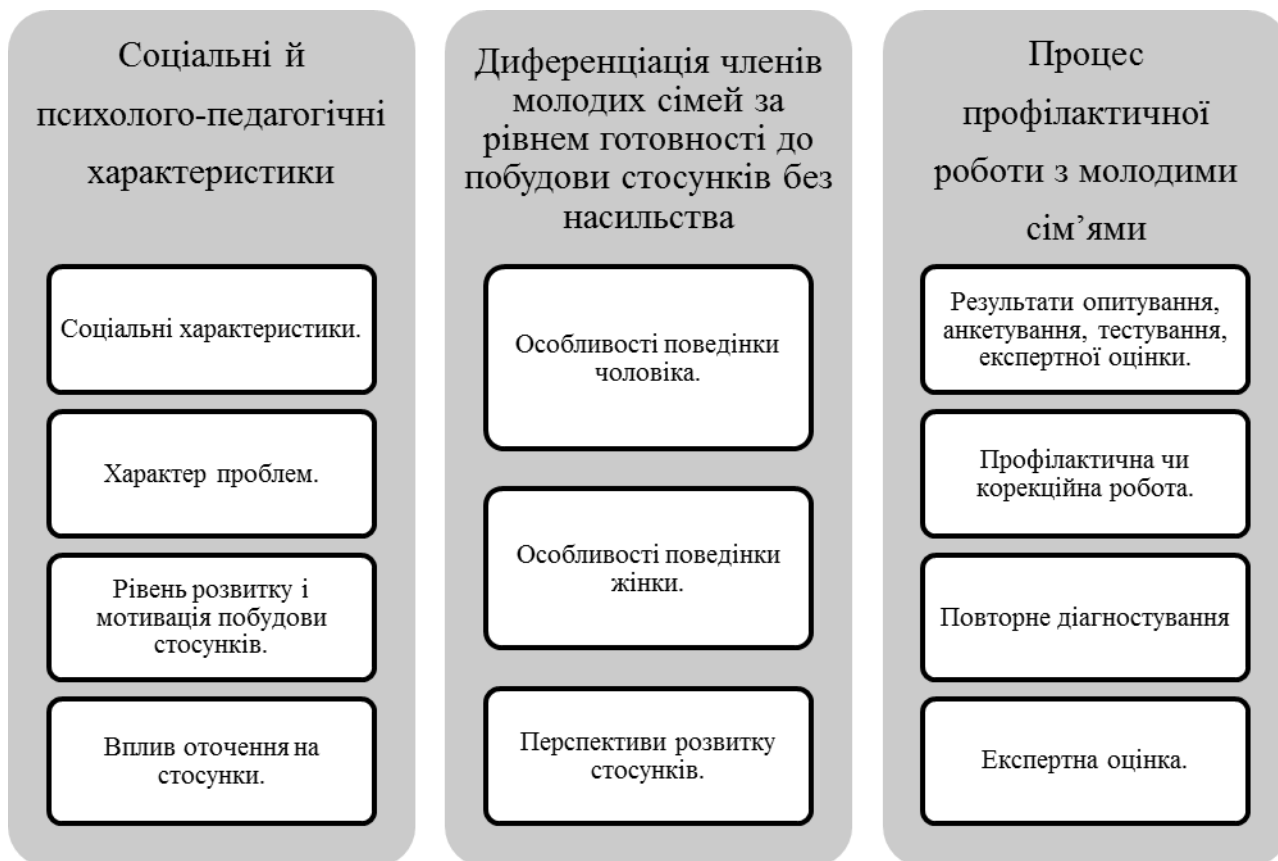 Соціальні й
психолого-педагогічні
характеристики
Соціальні характеристики.
Характер проблем.
Рівень розвитку і
мотивація побудови
стосунків.
Вплив оточення на
стосунки.
Диференціація членів
молодих сімей за
рівнем готовності до
побудови стосунків без
насильства
Особливості поведінки
чоловіка.
Особливості поведінки
жінки.
Перспективи розвитку
стосунків.
Процес
профілактичної
роботи з молодими
сім’ями
Результати опитування,
анкетування, тестування,
експертної оцінки.
Профілактична чи
корекційна робота.
Повторне діагностування
Експертна оцінка.